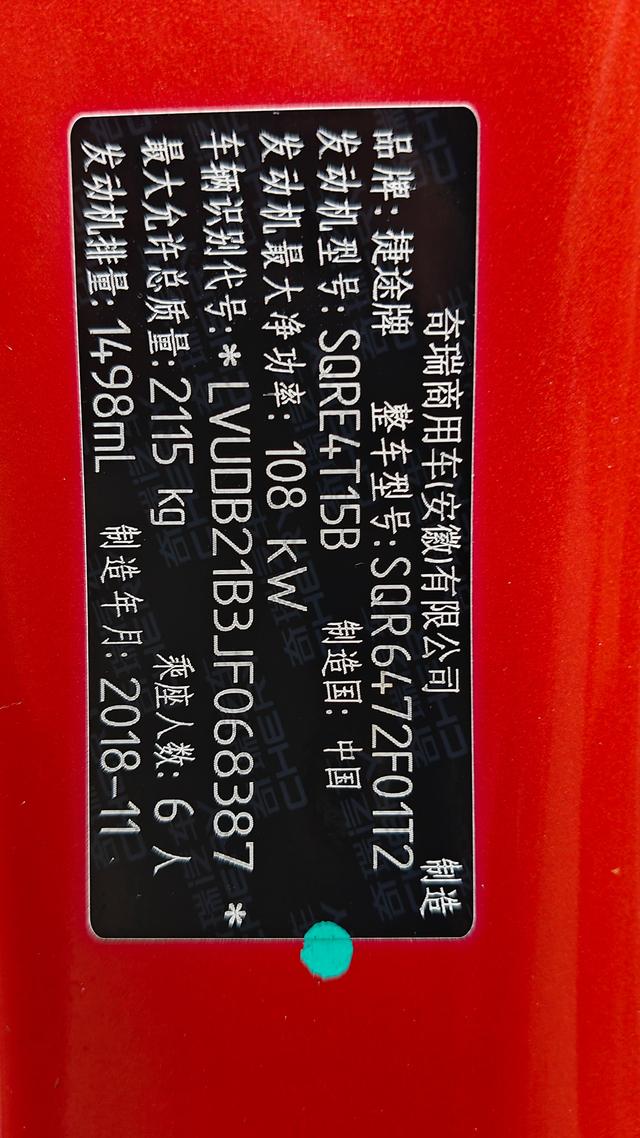 奇瑞商用车(安徽)有限公司 制造
品牌：捷途牌 整车型号：SQR6472F01T2
发动机型号：SQRE4T15B 制造国：中国
发动机最大净功率：108 KW
车辆识别代号：*LVUDB21B3JF068387*
最大允许总质量：2115 kg 乘座人数：6人
发动机排量：1498mL 制造年月：2018-11